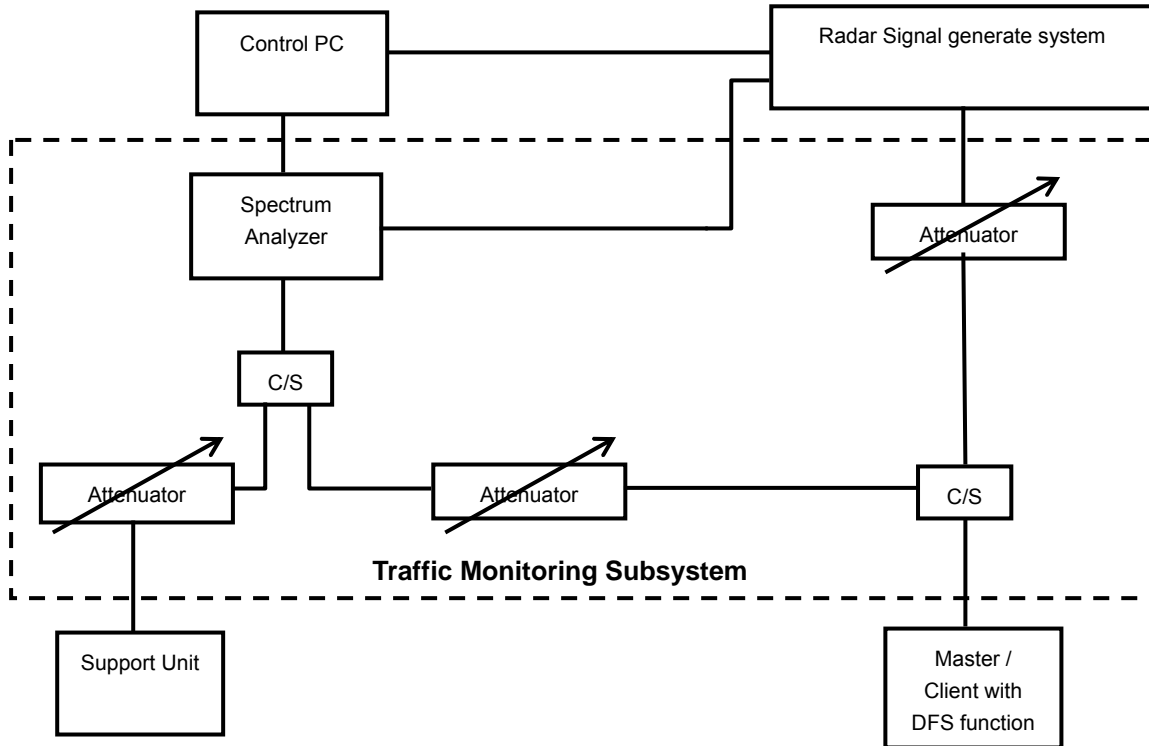 Control PC
Radar Signal generate system
Spectrum
Analyzer
Attenuator
C/S
Attenuator
Attenuator
C/S
Traffic Monitoring Subsystem
Support Unit
Master /
Client with
DFS function